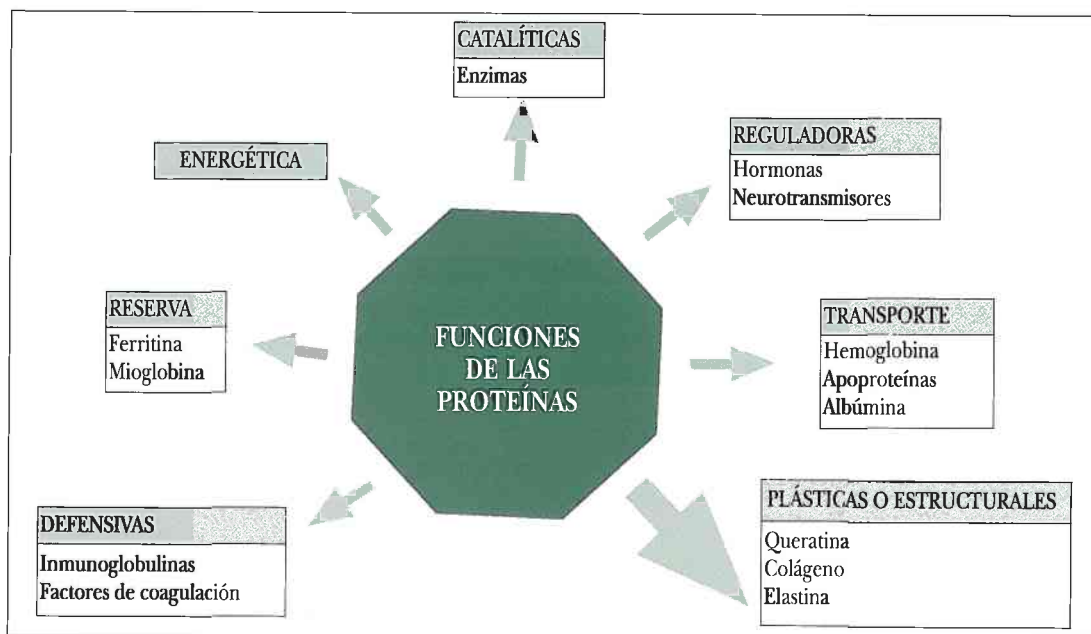 CATALÍTICAS
Enzimas
REGULADORAS
Hormonas
Neurotransmisores
ENERGÉTICA
RESERVA
Ferritina
Mioglobina
FUNCIONES
DE LAS
PROTEÍNAS
TRANSPORTE
Hemoglobina
Apoproteínas
Albúmina
DEFENSIVAS
Inmunoglobulinas
Factores de coagulación
PLÁSTICAS O ESTRUCTURALES
Queratina
Colágeno
Elastina